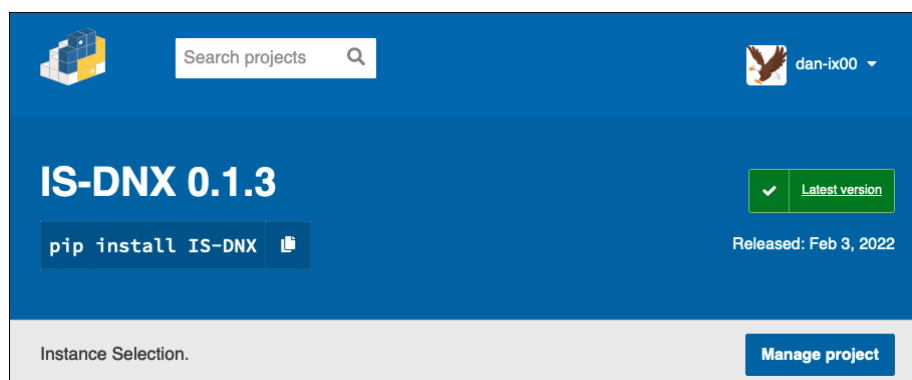 Search projects
dan-ix00
IS-DNX 0.1.3
Latest version
pip install IS-DNX
Released: Feb 3, 2022
Instance Selection.
Manage project